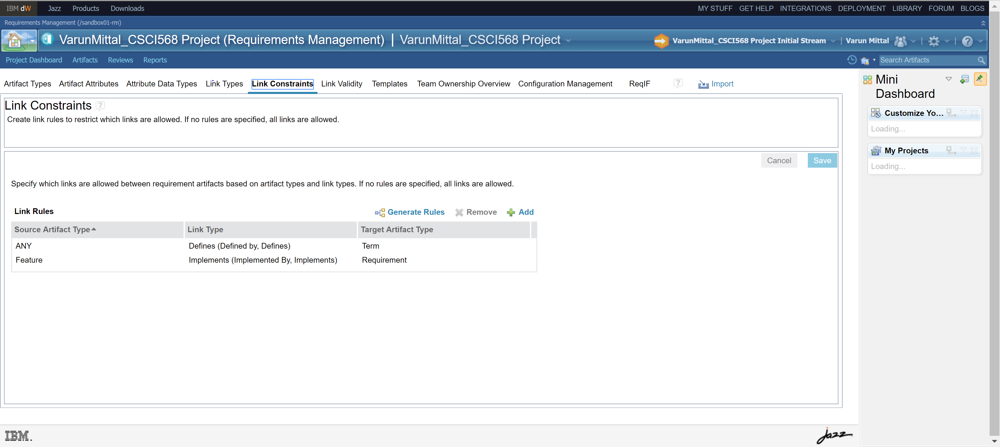 IBM dW Jazz Products Downloads MY STUFF GET HELP INTEGRATIONS DEPLOYMENT LIBRARY FORUM BLOGS
Requirements Management (/sandbox01-rm)
VarunMittal_CSCI568 Project (Requirements Management) | VarunMittal_CSCI568 Project VarunMittal_CSCI568 Project Initial Stream | Varun Mittal | |
Project Dashboard Artifacts Reviews Reports Search Artifacts
Artifact Types Artifact Attributes Attribute Data Types Link Types Link Constraints Link Validity Templates Team Ownership Overview Configuration Management ReqIF ? Import
Mini
Dashboard
Link Constraints ?
Create link rules to restrict which links are allowed. If no rules are specified, all links are allowed.
Customize Yo...
Loading...
My Projects
Loading...
Cancel Save
Specify which links are allowed between requirement artifacts based on artifact types and link types. If no rules are specified, all links are allowed.
Link Rules Generate Rules Remove Add
Source Artifact Type Link Type Target Artifact Type
ANY Defines (Defined by, Defines) Term
Feature Implements (Implemented By, Implements) Requirement
IBM. jazz